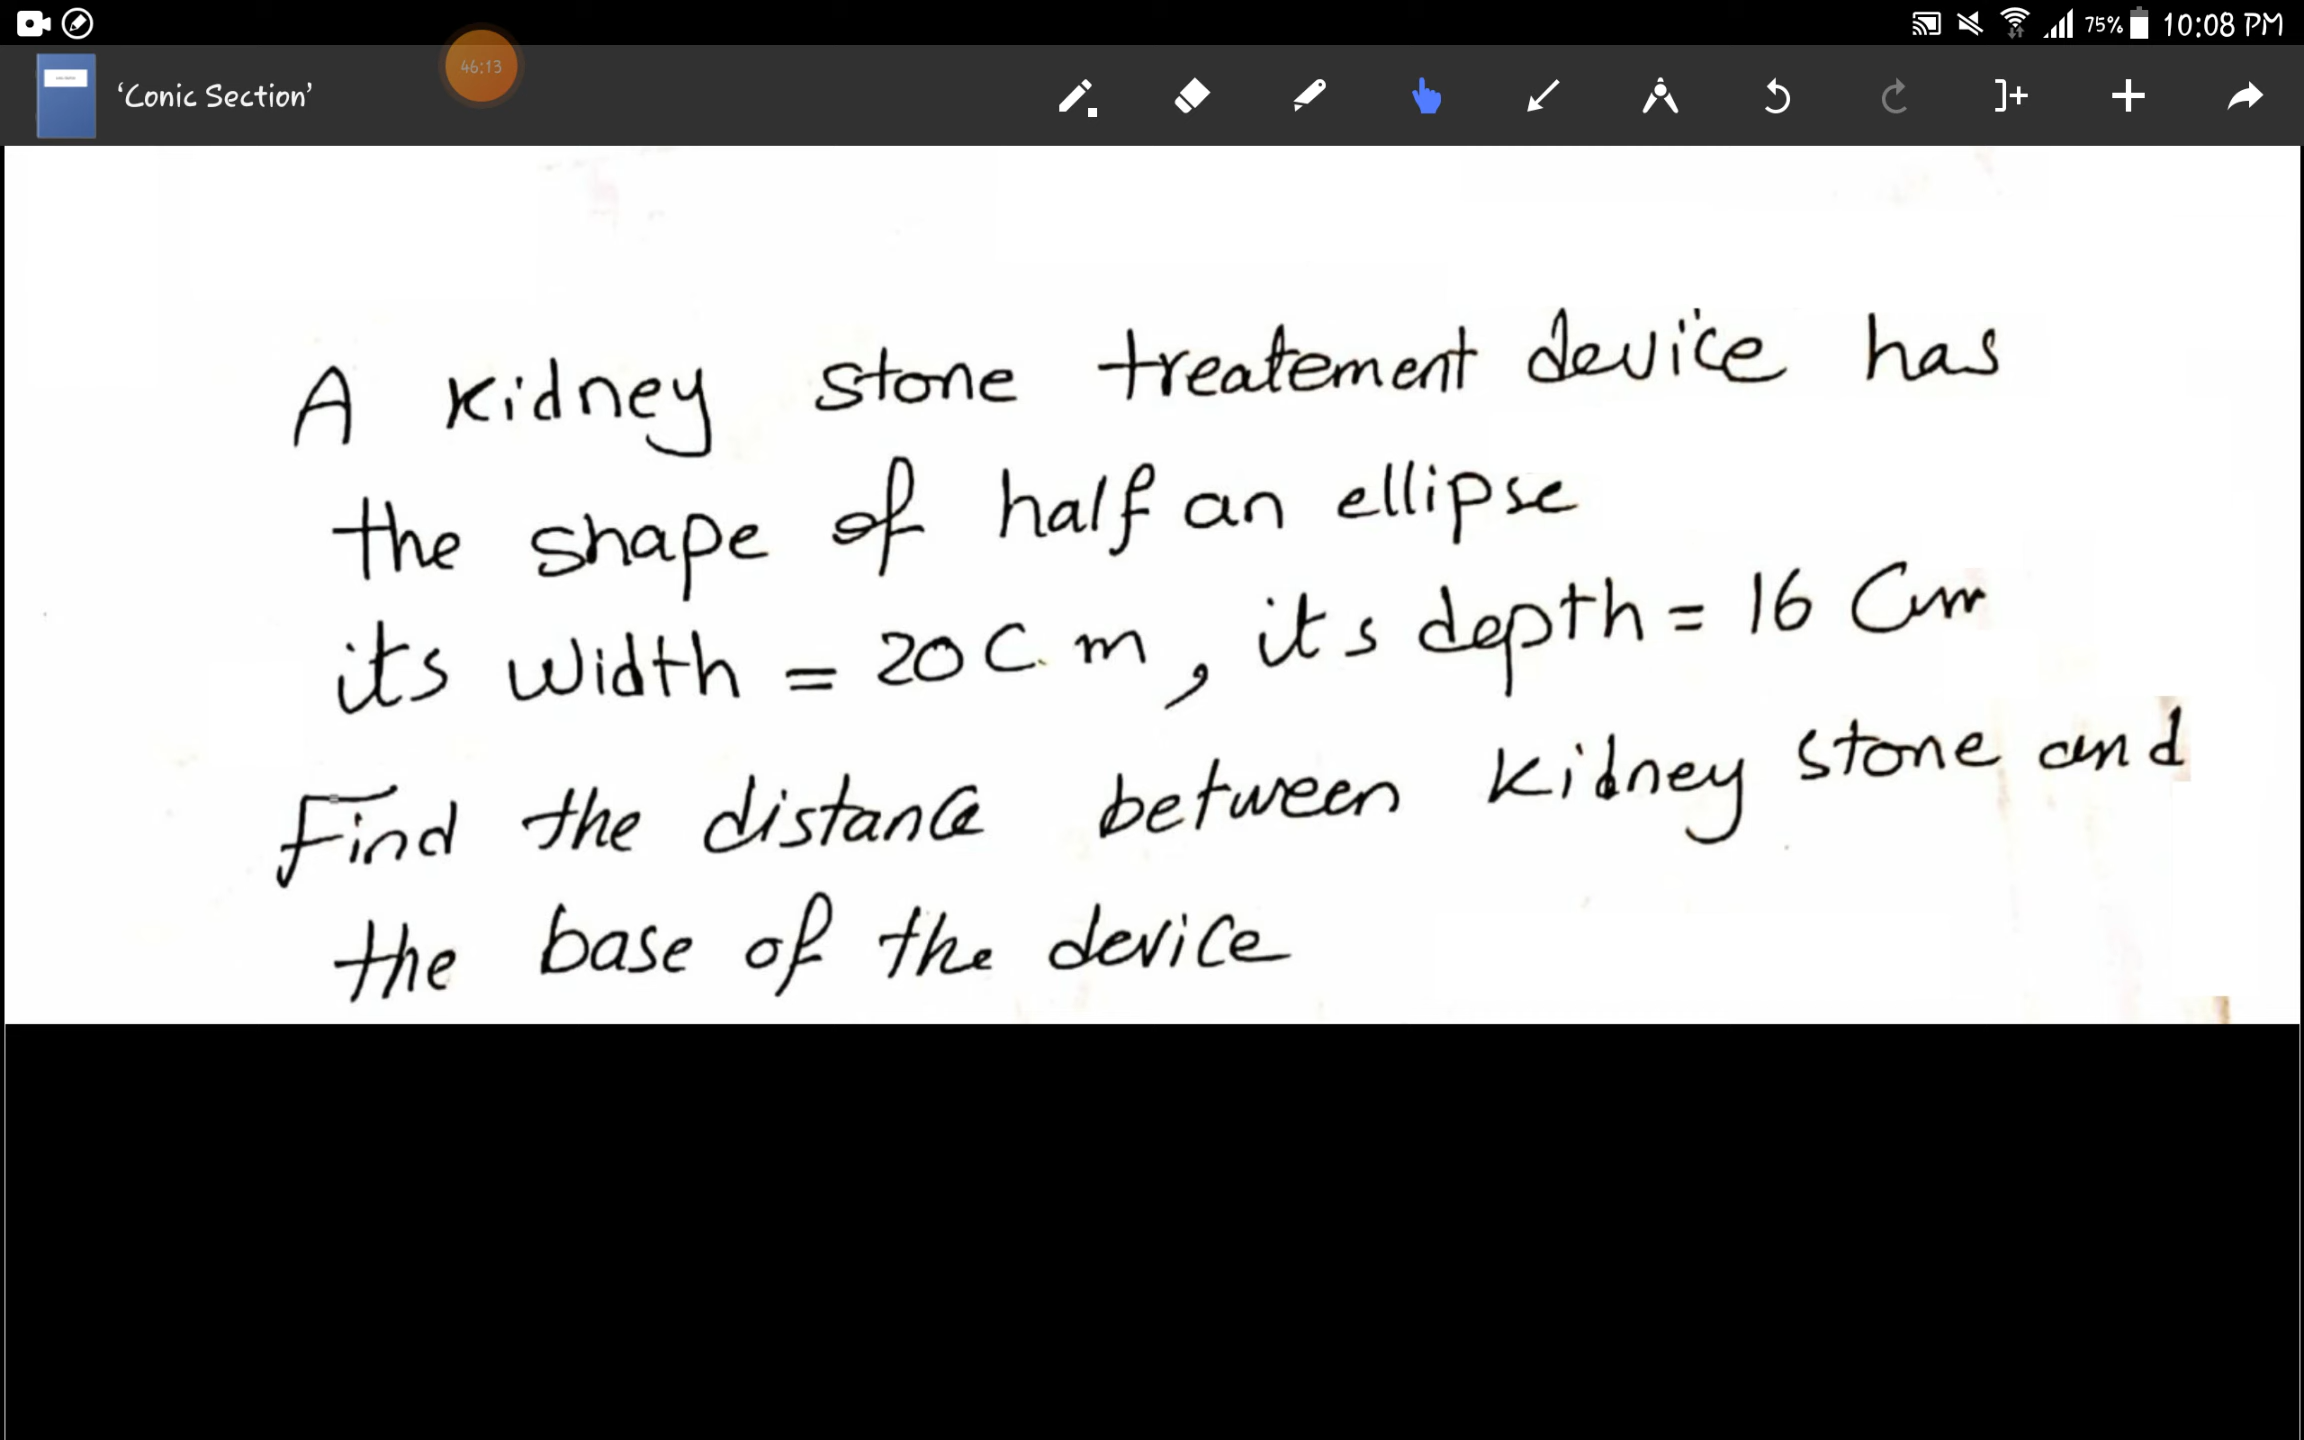 75% 10:08 PM
'Conic Section' 46:13
A kidney stone treatement device has
the shape of half an ellipse
its width = 20 C.m, its depth = 16 Cm
Find the distance between kidney stone and
the base of the device